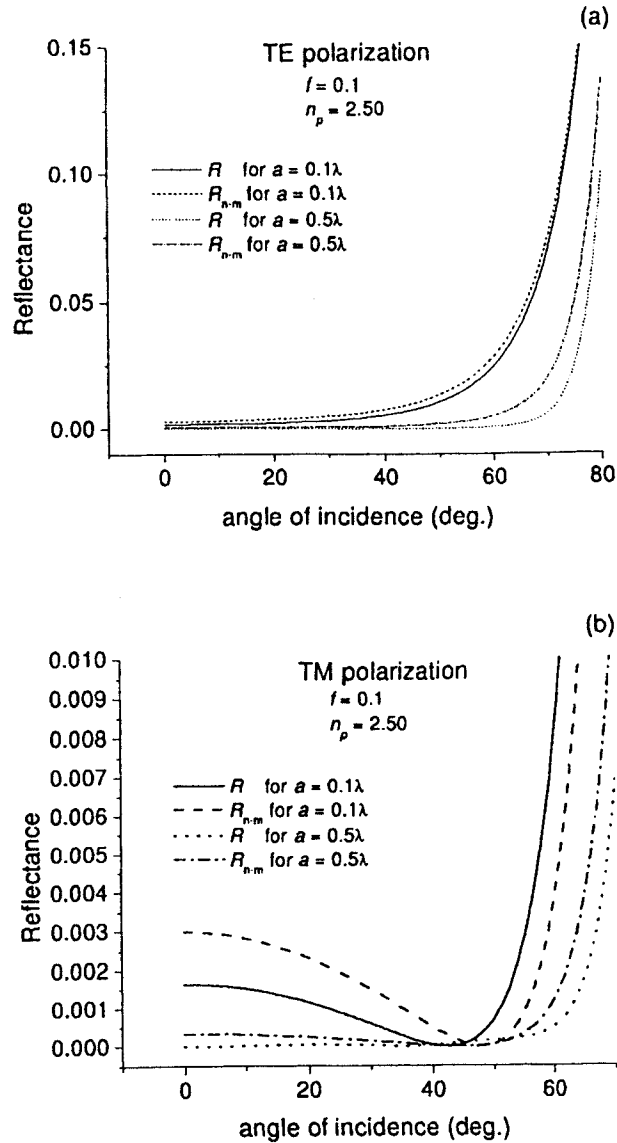 (a)
0.15
0.10
0.05
0.00
Reflectance
TE polarization
f = 0.1
n_p = 2.50
R for a = 0.1λ
R_n-m for a = 0.1λ
R for a = 0.5λ
R_n-m for a = 0.5λ
0 20 40 60 80
angle of incidence (deg.)
(b)
0.010
0.009
0.008
0.007
0.006
0.005
0.004
0.003
0.002
0.001
0.000
Reflectance
TM polarization
f = 0.1
n_p = 2.50
R for a = 0.1λ
R_n-m for a = 0.1λ
R for a = 0.5λ
R_n-m for a = 0.5λ
0 20 40 60
angle of incidence (deg.)